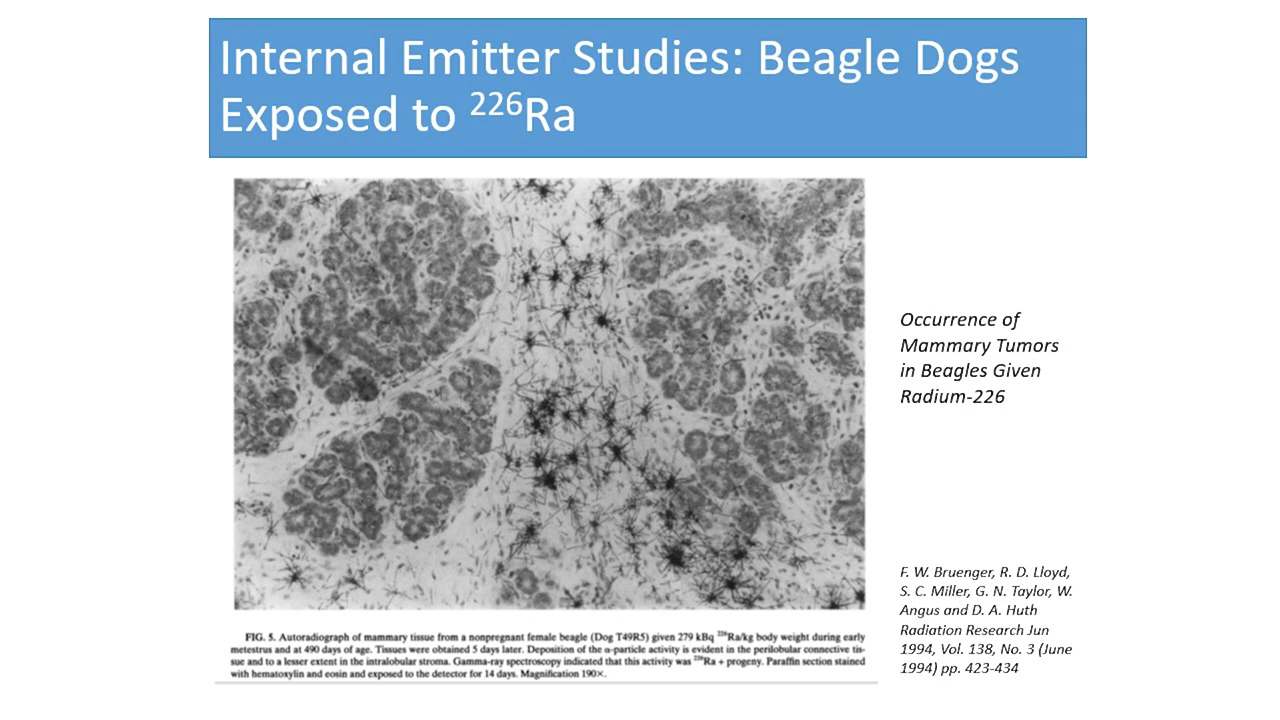 Internal Emitter Studies: Beagle Dogs
Exposed to ²²⁶Ra
Occurrence of
Mammary Tumors
in Beagles Given
Radium-226
F. W. Bruenger, R. D. Lloyd,
S. C. Miller, G. N. Taylor, W.
Angus and D. A. Huth
Radiation Research Jun
1994, Vol. 138, No. 3 (June
1994) pp. 423-434
FIG. 5. Autoradiograph of mammary tissue from a nonpregnant female beagle (Dog T49R5) given 279 kBq ²²⁶Ra/kg body weight during early
metestrus and at 490 days of age. Tissues were obtained 5 days later. Deposition of the α-particle activity is evident in the perilobular connective tis-
sue and to a lesser extent in the intralobular stroma. Gamma-ray spectroscopy indicated that this activity was ²²⁶Ra + progeny. Paraffin section stained
with hematoxylin and eosin and exposed to the detector for 14 days. Magnification 190×.